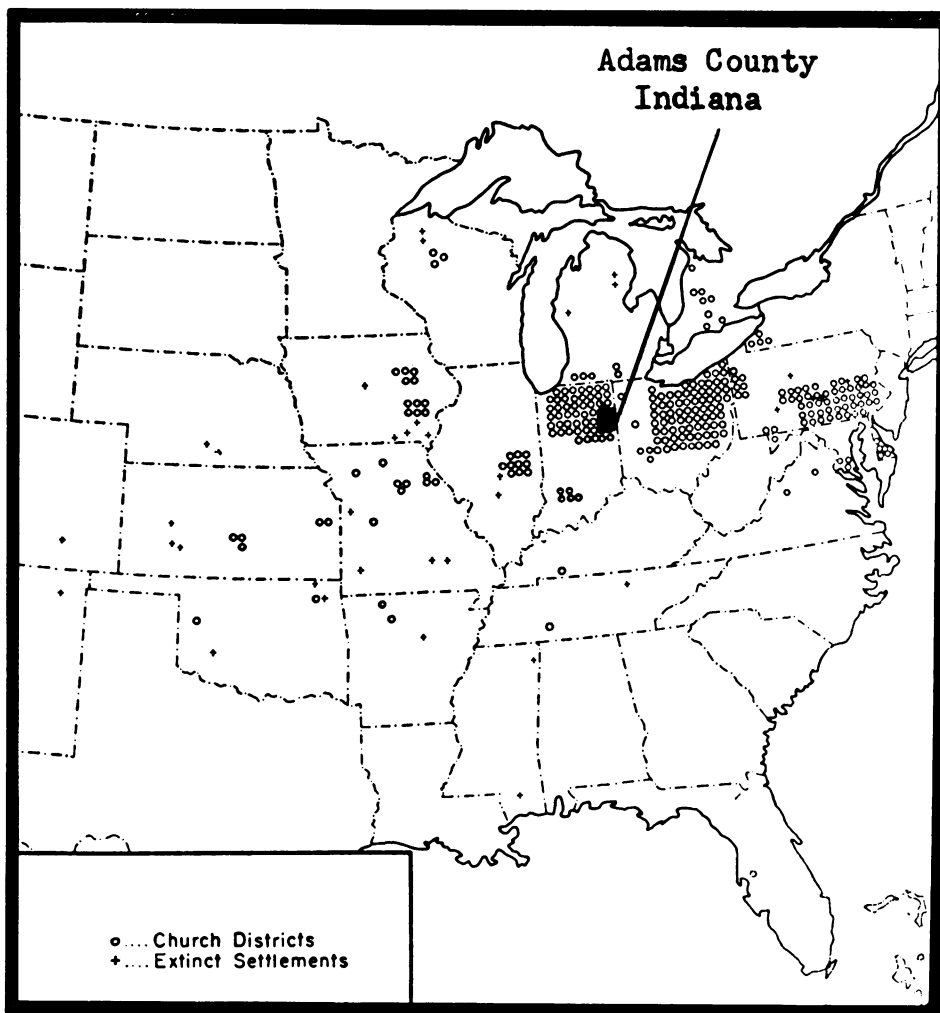 Adams County
Indiana
o.... Church Districts
+.... Extinct Settlements